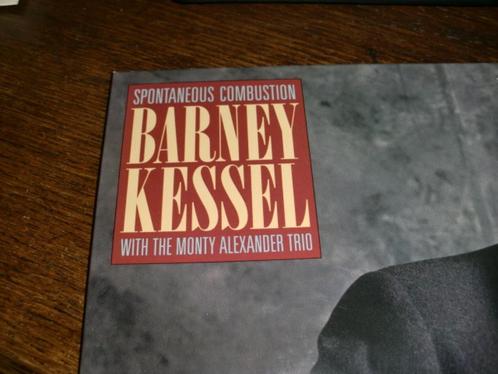 SPONTANEOUS COMBUSTION
BARNEY
KESSEL
WITH THE MONTY ALEXANDER TRIO